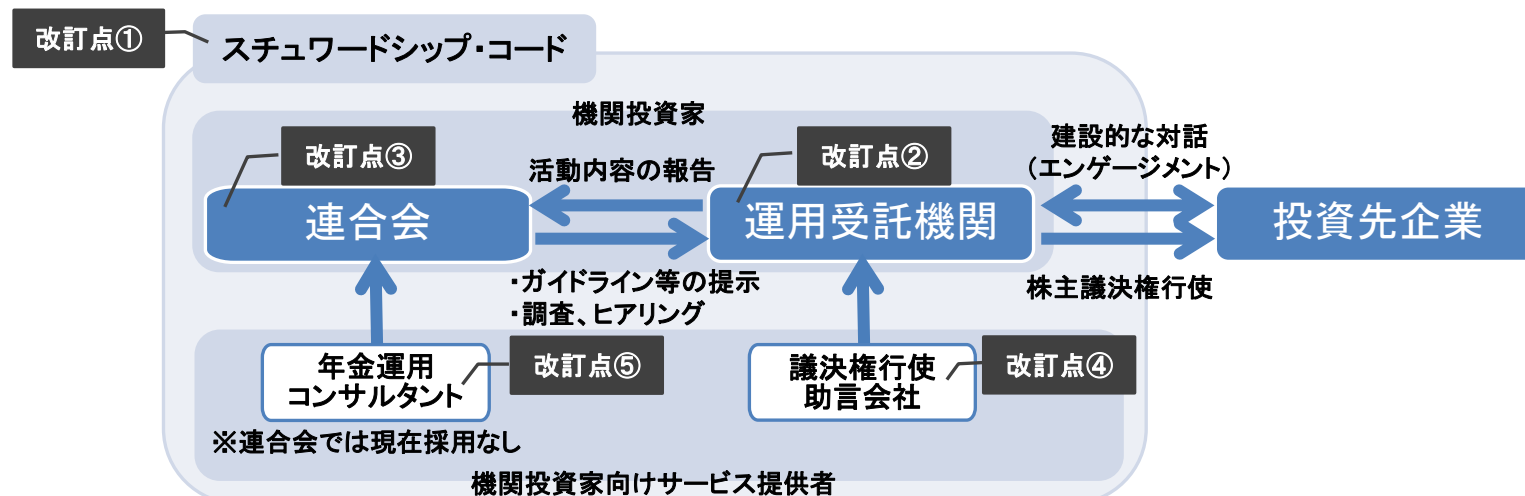 改訂点①
スチュワードシップ・コード
機関投資家
改訂点③
改訂点②
建設的な対話
(エンゲージメント)
活動内容の報告
連合会
運用受託機関
投資先企業
・ガイドライン等の提示
・調査、ヒアリング
株主議決権行使
年金運用
コンサルタント
改訂点⑤
議決権行使
助言会社
改訂点④
※連合会では現在採用なし
機関投資家向けサービス提供者